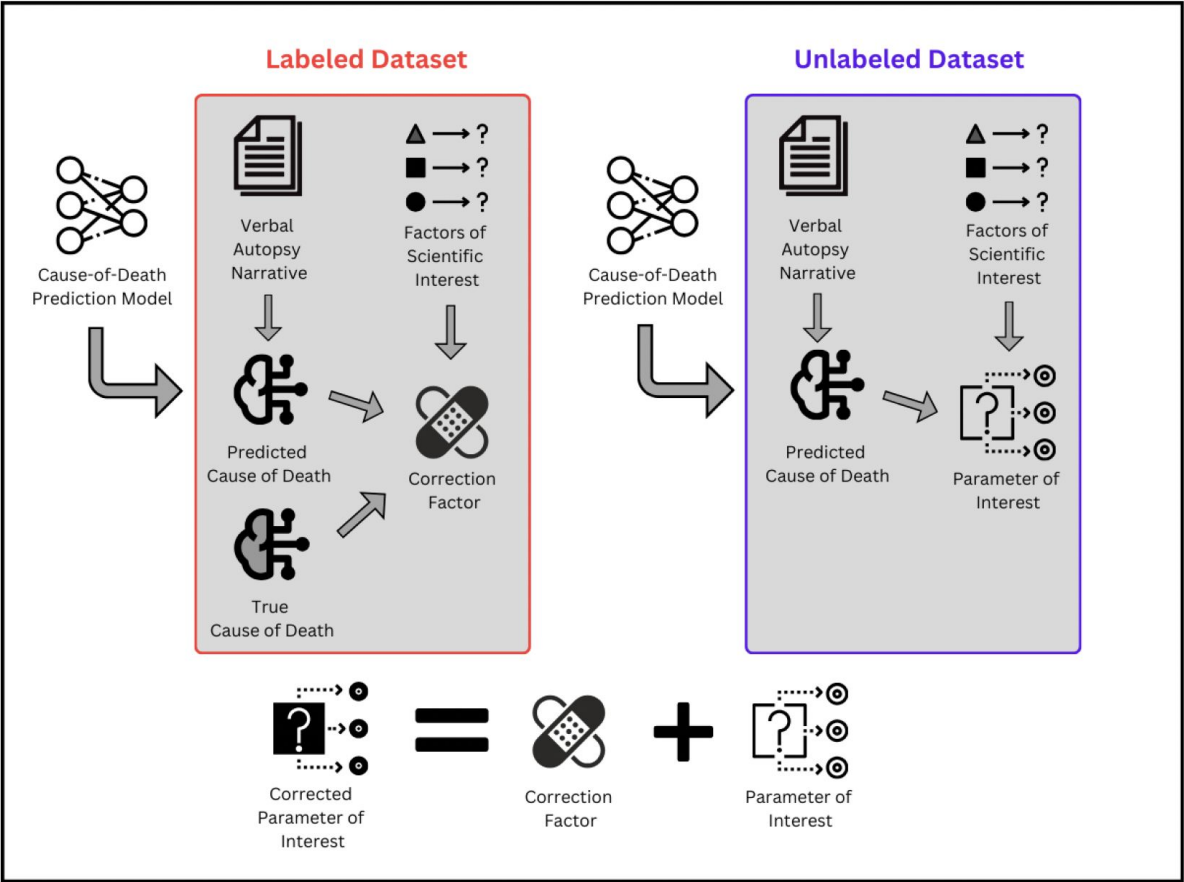 Labeled Dataset
Unlabeled Dataset
Cause-of-Death
Prediction Model
Verbal
Autopsy
Narrative
?
?
?
Factors of
Scientific
Interest
Predicted
Cause of Death
True
Cause of Death
Correction
Factor
Cause-of-Death
Prediction Model
Verbal
Autopsy
Narrative
?
?
?
Factors of
Scientific
Interest
Predicted
Cause of Death
?
Parameter of
Interest
?
Corrected
Parameter of
Interest
=
Correction
Factor
+
?
Parameter of
Interest